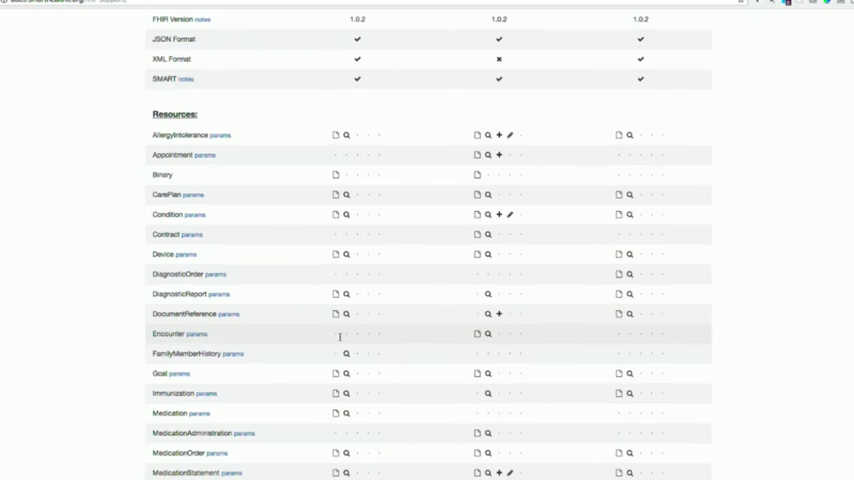 FHIR Version notes 1.0.2 1.0.2 1.0.2
JSON Format
XML Format
SMART notes
Resources:
AllergyIntolerance params
Appointment params
Binary
CarePlan params
Condition params
Contract params
Device params
DiagnosticOrder params
DiagnosticReport params
DocumentReference params
Encounter params
FamilyMemberHistory params
Goal params
Immunization params
Medication params
MedicationAdministration params
MedicationOrder params
MedicationStatement params